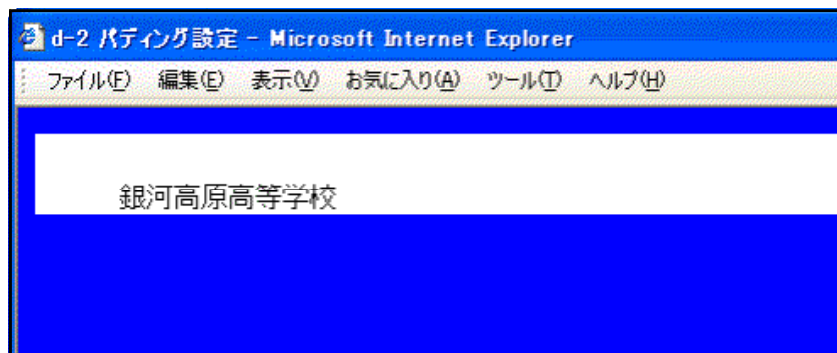 d-2 パディング設定 - Microsoft Internet Explorer
ファイル(F) 編集(E) 表示(V) お気に入り(A) ツール(T) ヘルプ(H)
銀河高原高等学校